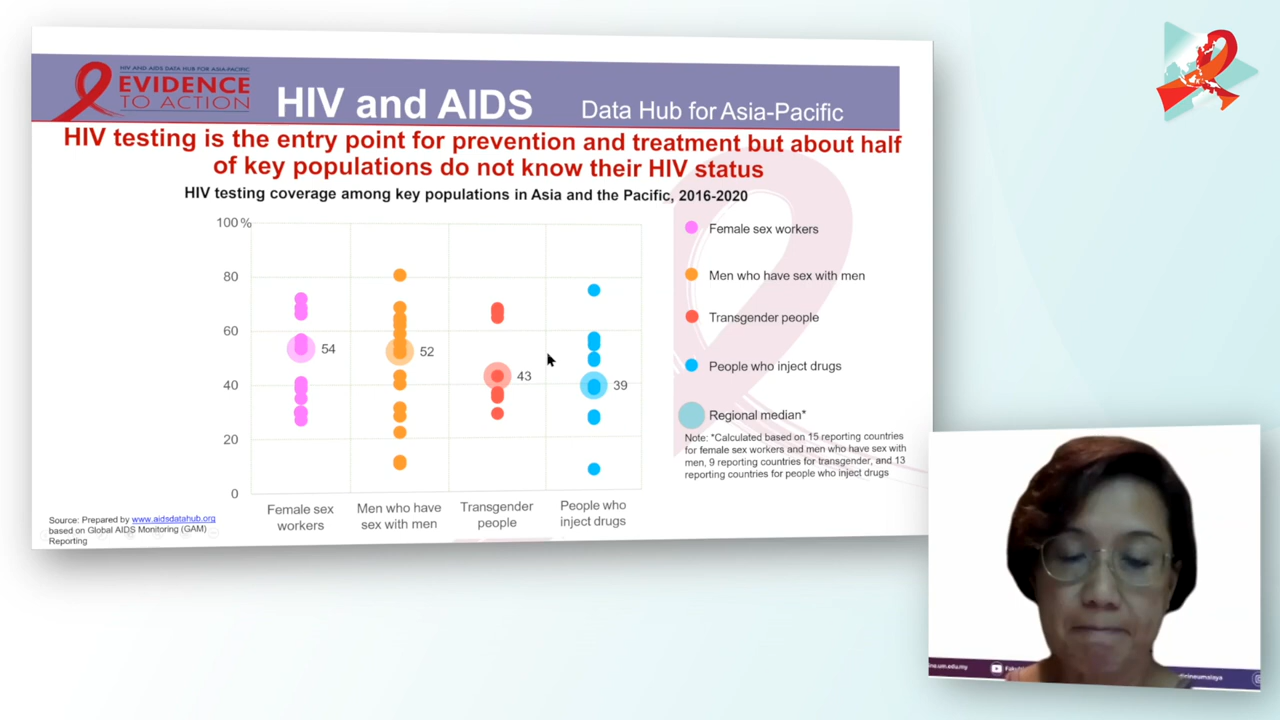 HIV AND AIDS DATA HUB FOR ASIA-PACIFIC
EVIDENCE
TO ACTION
HIV and AIDS
Data Hub for Asia-Pacific
HIV testing is the entry point for prevention and treatment but about half
of key populations do not know their HIV status
HIV testing coverage among key populations in Asia and the Pacific, 2016-2020
100 %
80
60
40
20
0
54
52
43
39
Female sex
workers
Men who have
sex with men
Transgender
people
People who
inject drugs
Female sex workers
Men who have sex with men
Transgender people
People who inject drugs
Regional median*
Note: *Calculated based on 15 reporting countries
for female sex workers and men who have sex with
men, 9 reporting countries for transgender, and 13
reporting countries for people who inject drugs
Source: Prepared by www.aidsdatahub.org
based on Global AIDS Monitoring (GAM)
Reporting